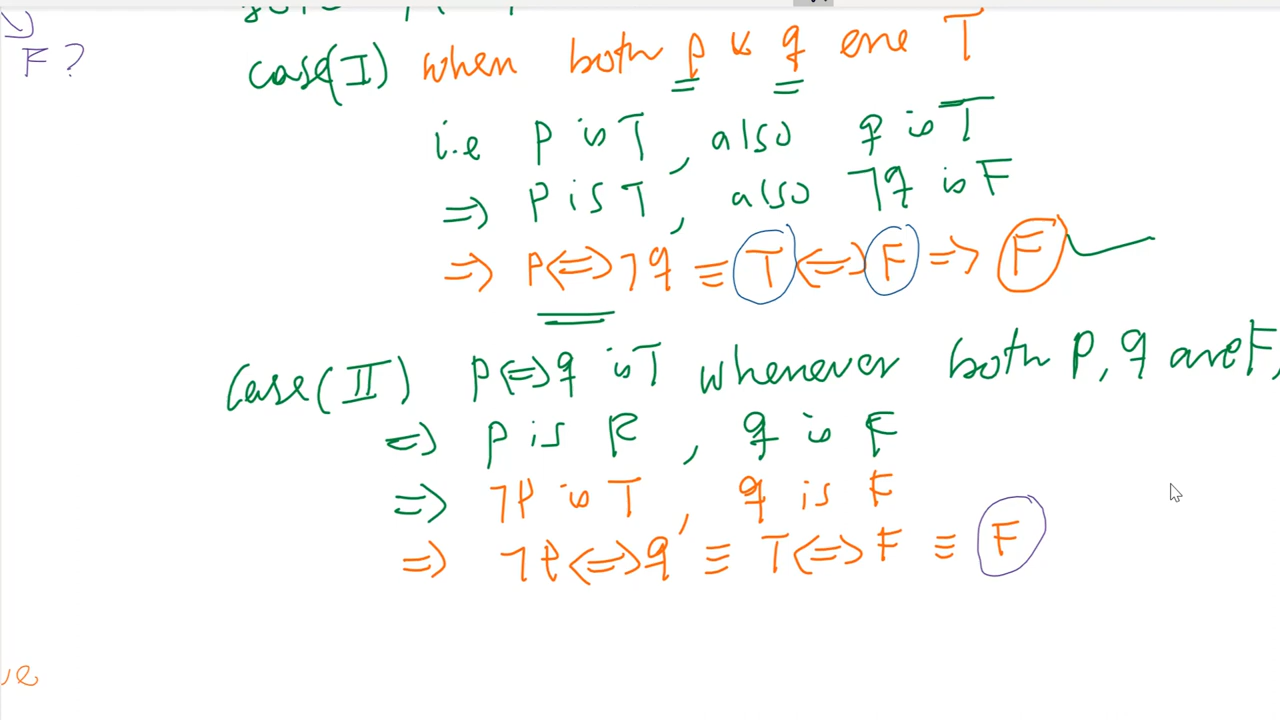 F ?
case(I) when both p & q are T
i.e P is T, also q is T
=> P is T, also ¬q is F
=> P<=>¬q ≡ T<=>F => F
Case(II) P<=>q is T whenever both P, q are F,
=> p is F, q is F
=> ¬P is T, q is F
=> ¬P<=>q ≡ T<=>F ≡ F